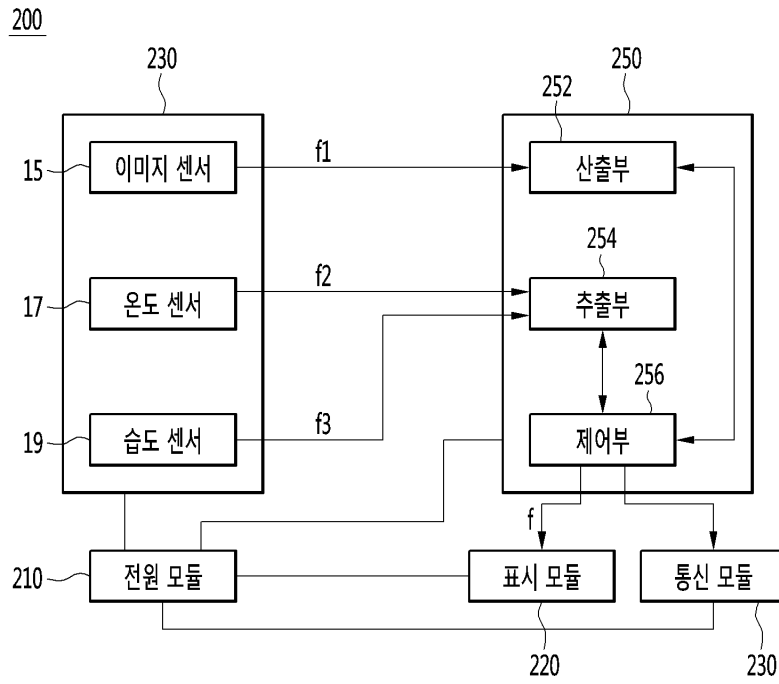 200
230
250
252
15
이미지 센서
f1
산출부
254
17
온도 센서
f2
추출부
256
19
습도 센서
f3
제어부
f
210
전원 모듈
표시 모듈
통신 모듈
220
230